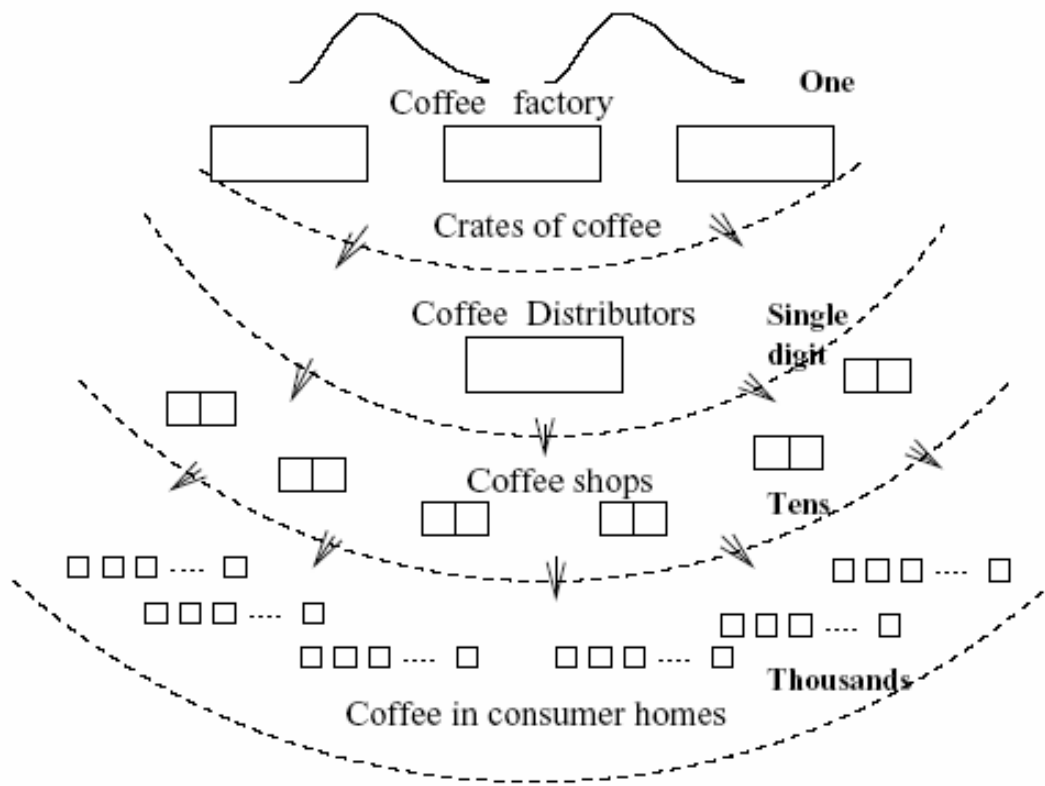 One
Coffee factory
Crates of coffee
Coffee Distributors
Single
digit
Coffee shops
Tens
Thousands
Coffee in consumer homes